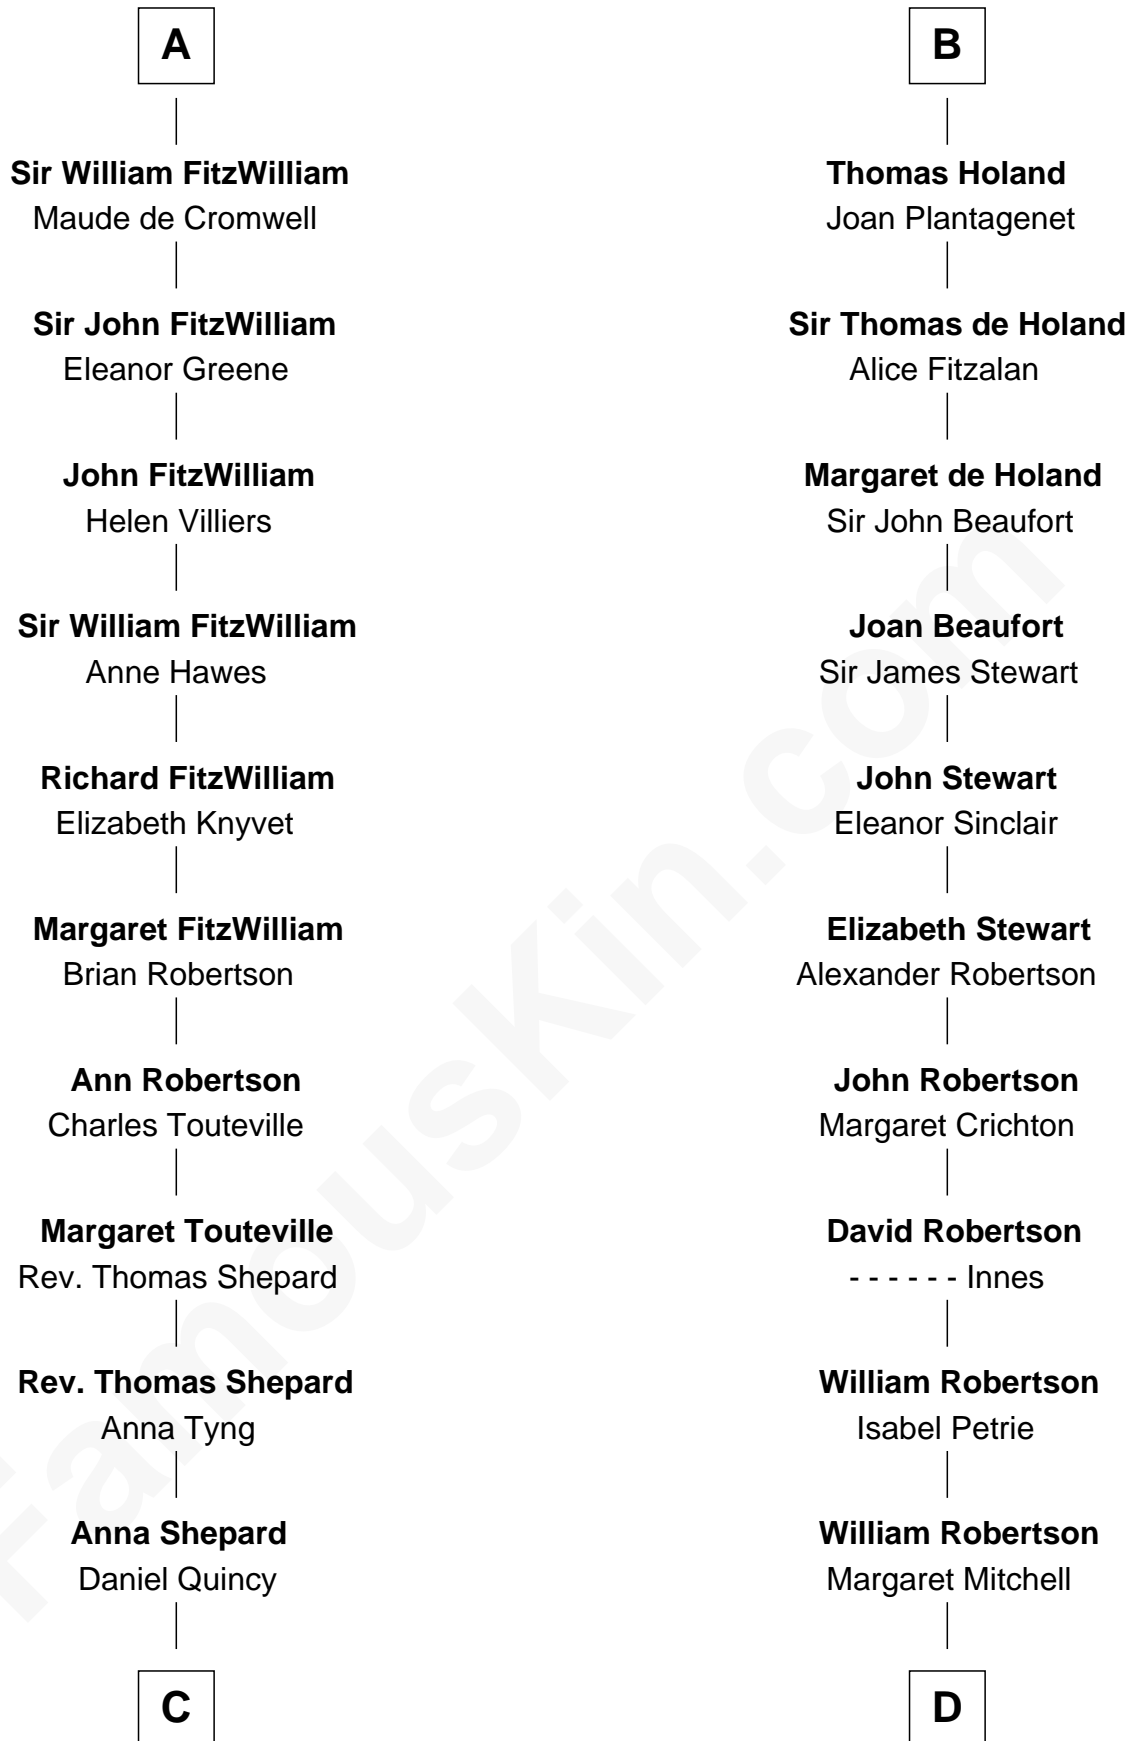 A
Sir William FitzWilliam
Maude de Cromwell
Sir John FitzWilliam
Eleanor Greene
John FitzWilliam
Helen Villiers
Sir William FitzWilliam
Anne Hawes
Richard FitzWilliam
Elizabeth Knyvet
Margaret FitzWilliam
Brian Robertson
Ann Robertson
Charles Touteville
Margaret Touteville
Rev. Thomas Shepard
Rev. Thomas Shepard
Anna Tyng
Anna Shepard
Daniel Quincy
C
B
Thomas Holand
Joan Plantagenet
Sir Thomas de Holand
Alice Fitzalan
Margaret de Holand
Sir John Beaufort
Joan Beaufort
Sir James Stewart
John Stewart
Eleanor Sinclair
Elizabeth Stewart
Alexander Robertson
John Robertson
Margaret Crichton
David Robertson
- - - - - - Innes
William Robertson
Isabel Petrie
William Robertson
Margaret Mitchell
D
FamousKin.com